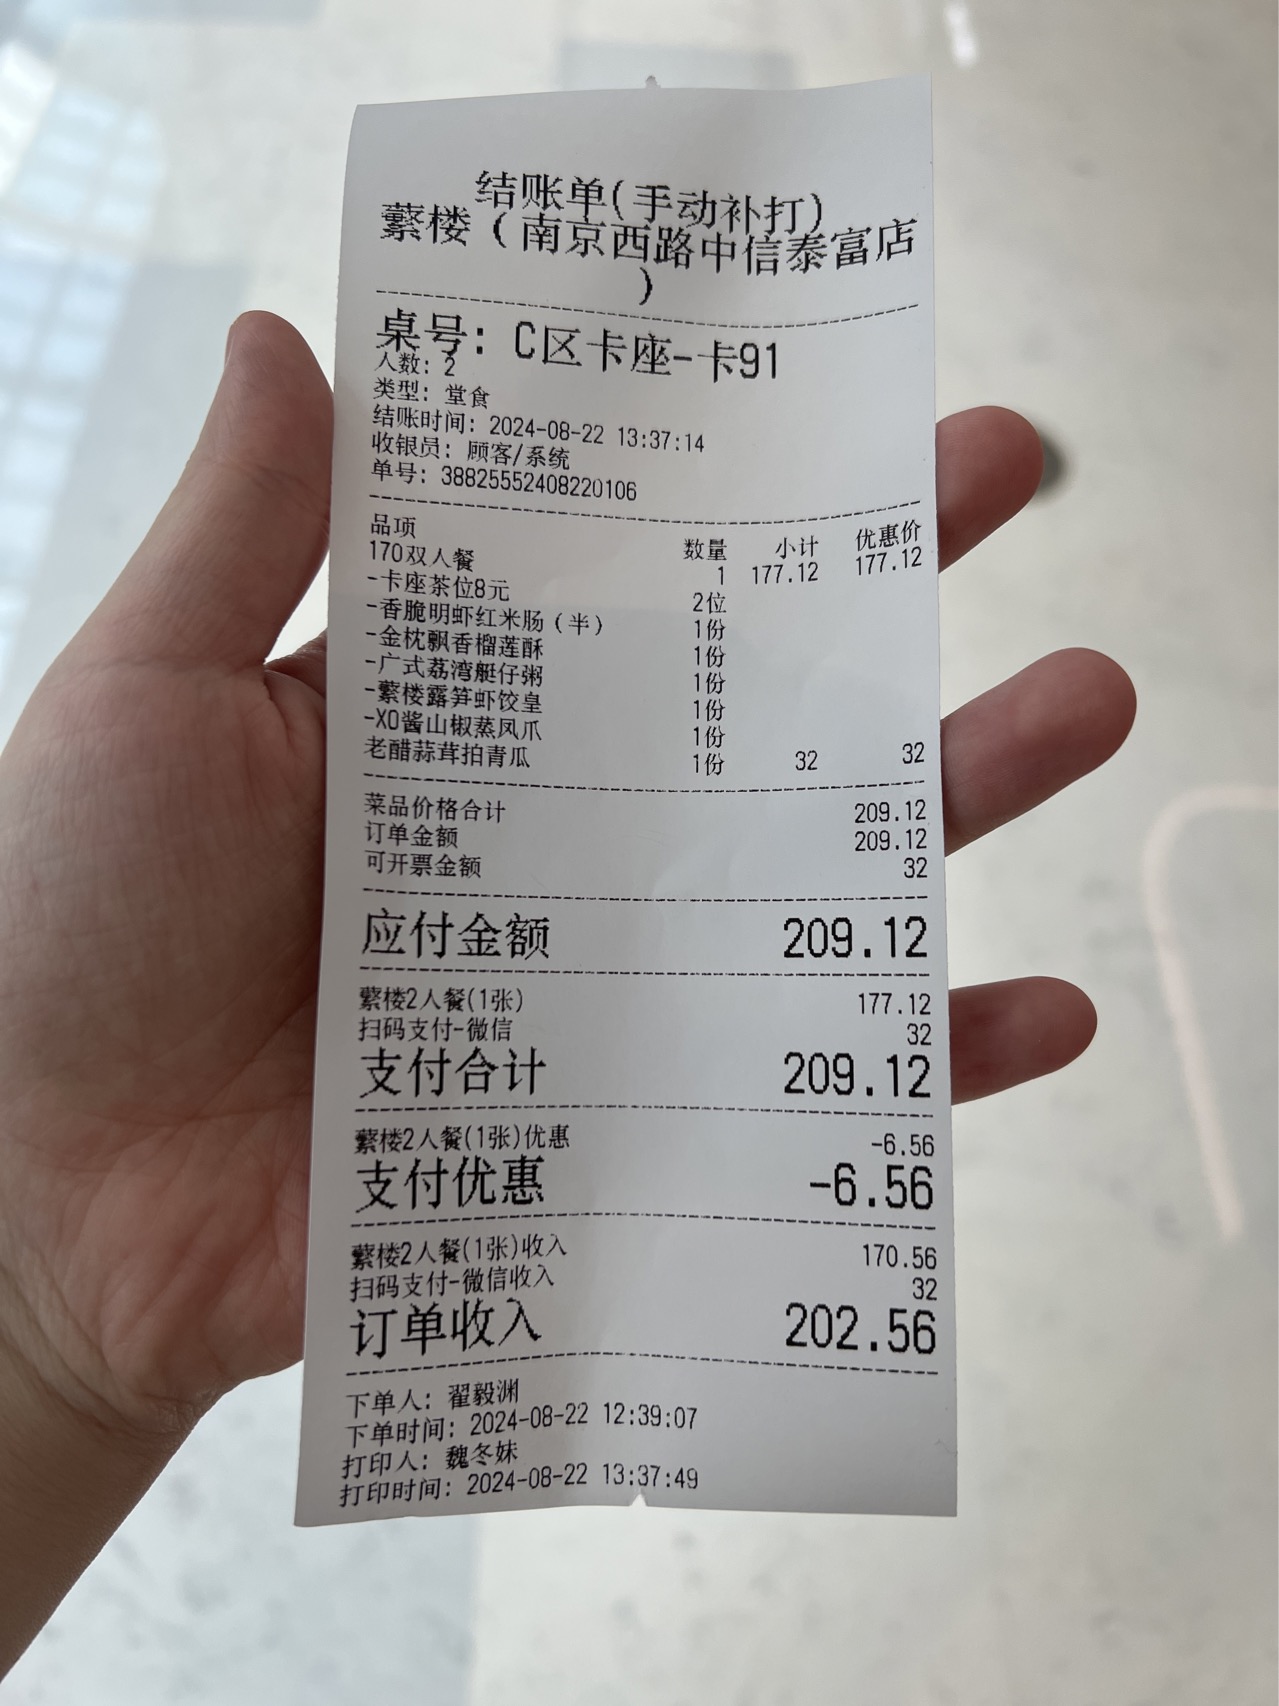 结账单(手动补打)
蘩楼(南京西路中信泰富店
)
桌号: C区卡座-卡91
人数: 2
类型: 堂食
结账时间: 2024-08-22 13:37:14
收银员: 顾客/系统
单号: 38825552408220106
品项 数量 小计 优惠价
170双人餐 1 177.12 177.12
-卡座茶位8元 2位
-香脆明虾红米肠(半) 1份
-金枕飘香榴莲酥 1份
-广式荔湾艇仔粥 1份
-蘩楼露笋虾饺皇 1份
-XO酱山椒蒸凤爪 1份
老醋蒜茸拍青瓜 1份 32 32
菜品价格合计 209.12
订单金额 209.12
可开票金额 32
应付金额 209.12
蘩楼2人餐(1张) 177.12
扫码支付-微信 32
支付合计 209.12
蘩楼2人餐(1张)优惠 -6.56
支付优惠 -6.56
蘩楼2人餐(1张)收入 170.56
扫码支付-微信收入 32
订单收入 202.56
下单人: 翟毅渊
下单时间: 2024-08-22 12:39:07
打印人: 魏冬妹
打印时间: 2024-08-22 13:37:49